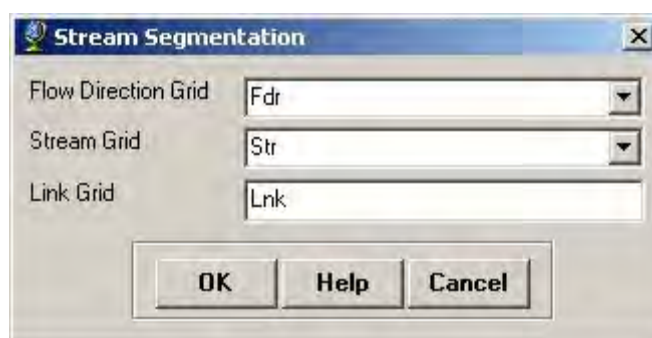 Stream Segmentation
Flow Direction Grid Fdr
Stream Grid Str
Link Grid Lnk
OK Help Cancel